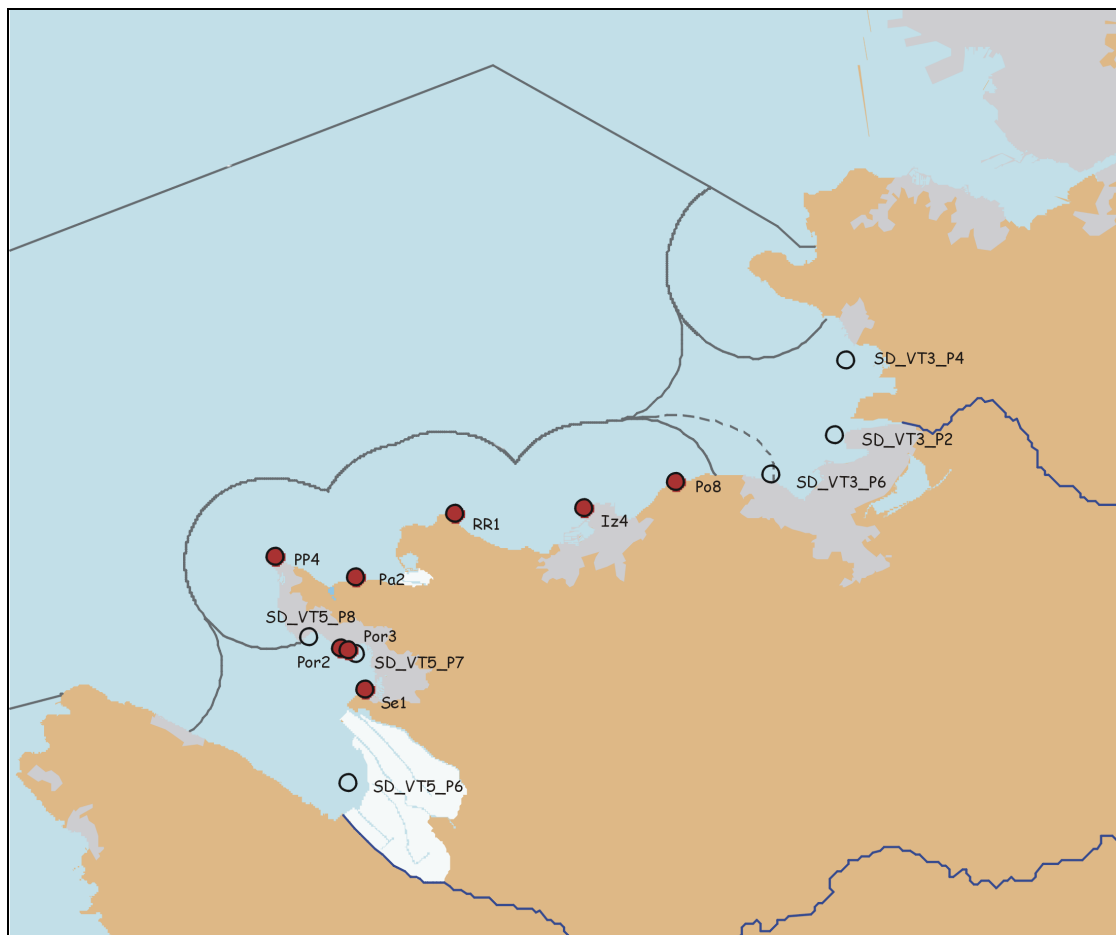 SD_VT3_P4
SD_VT3_P2
SD_VT3_P6
Po8
Iz4
RR1
PP4
Pa2
SD_VT5_P8
Por3
Por2
SD_VT5_P7
Se1
SD_VT5_P6